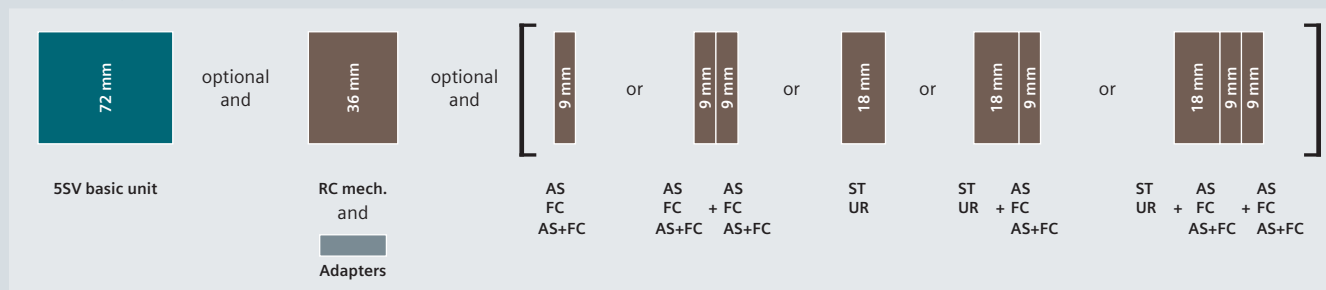 72 mm
optional
and
36 mm
optional
and
9 mm
or
9 mm
9 mm
or
18 mm
or
18 mm
9 mm
or
18 mm
9 mm
9 mm
5SV basic unit
RC mech.
and
Adapters
AS
FC
AS+FC
AS AS
FC + FC
AS+FC AS+FC
ST
UR
ST AS
UR + FC
AS+FC
ST AS AS
UR + FC + FC
AS+FC AS+FC